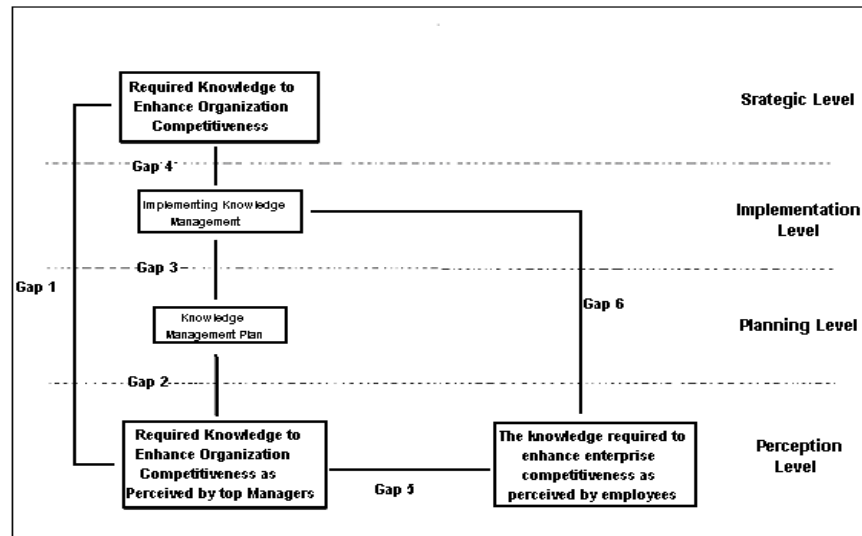 Required Knowledge to
Enhance Organization
Competitiveness
Srategic Level
Gap 4
Implementing Knowledge
Management
Implementation
Level
Gap 3
Gap 1
Gap 6
Knowledge
Management Plan
Planning Level
Gap 2
Required Knowledge to
Enhance Organization
Competitiveness as
Perceived by top Managers
The knowledge required to
enhance enterprise
competitiveness as
perceived by employees
Perception
Level
Gap 5